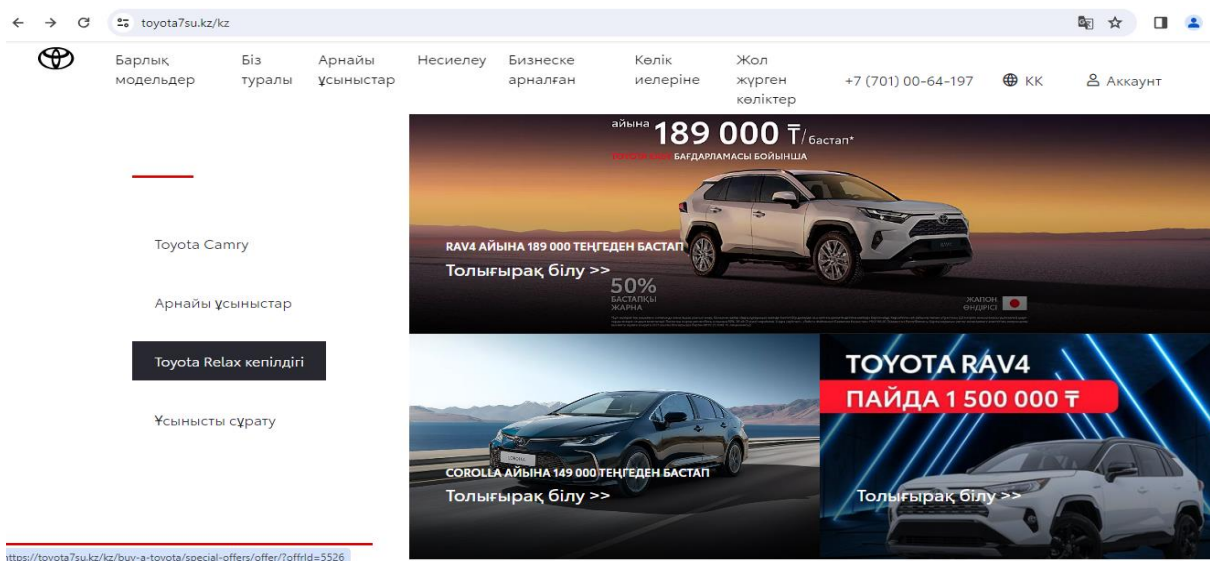 toyota7su.kz/kz
Барлық
модельдер
Біз
туралы
Арнайы
ұсыныстар
Несиелеу
Бизнеске
арналған
Көлік
иелеріне
Жол
жүрген
көліктер
+7 (701) 00-64-197
KK
Аккаунт
Toyota Camry
Арнайы ұсыныстар
Toyota Relax кепілдігі
Ұсынысты сұрату
айына 189 000 ₸/бастап*
БАҒДАРЛАМАСЫ БОЙЫНША
RAV4 АЙЫНА 189 000 ТЕҢГЕДЕН БАСТАП
Толығырақ білу >>
50%
БАСТАПҚЫ
ЖАРНА
ЖАПОН
ӨНДІРІСІ
COROLLA АЙЫНА 149 000 ТЕҢГЕДЕН БАСТАП
Толығырақ білу >>
TOYOTA RAV4
ПАЙДА 1 500 000 ₸
Толығырақ білу >>
https://toyota7su.kz/kz/buy-a-toyota/special-offers/offer/?offrId=5526